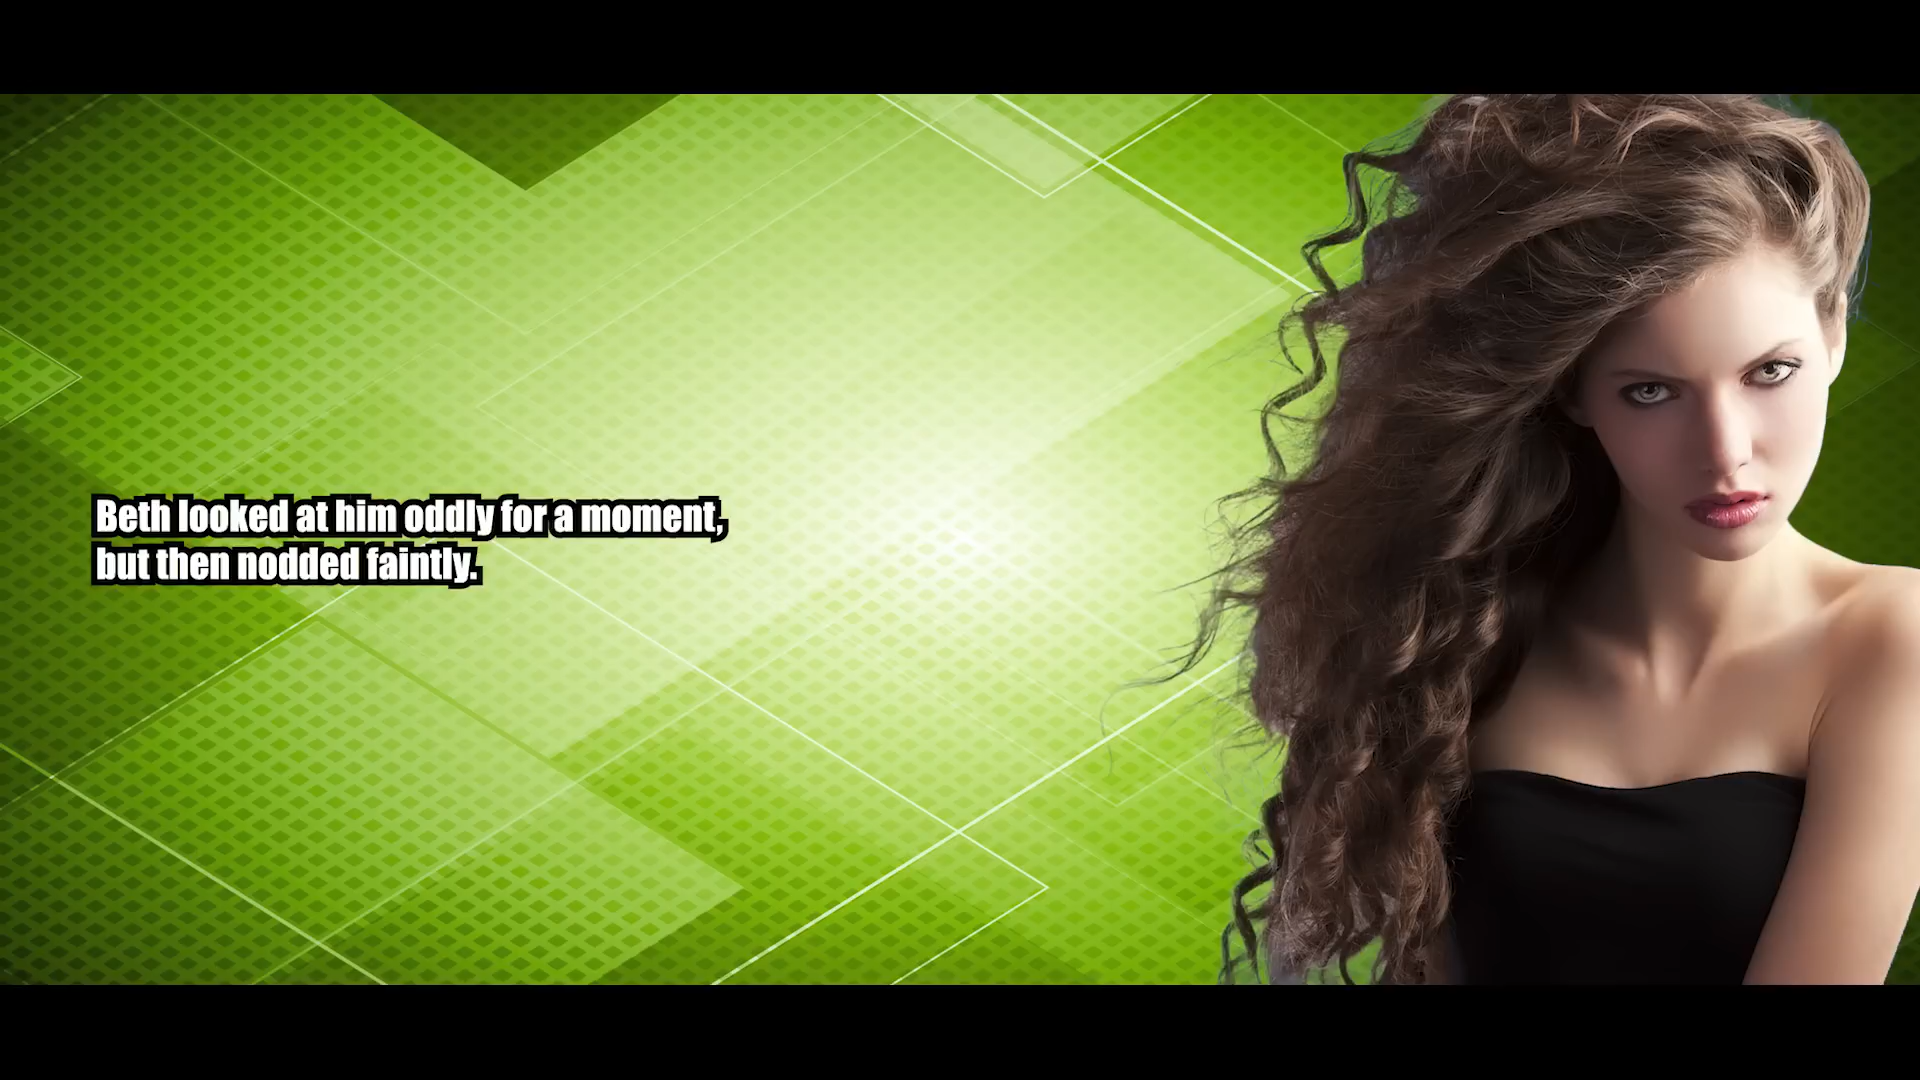 Beth looked at him oddly for a moment,
but then nodded faintly.